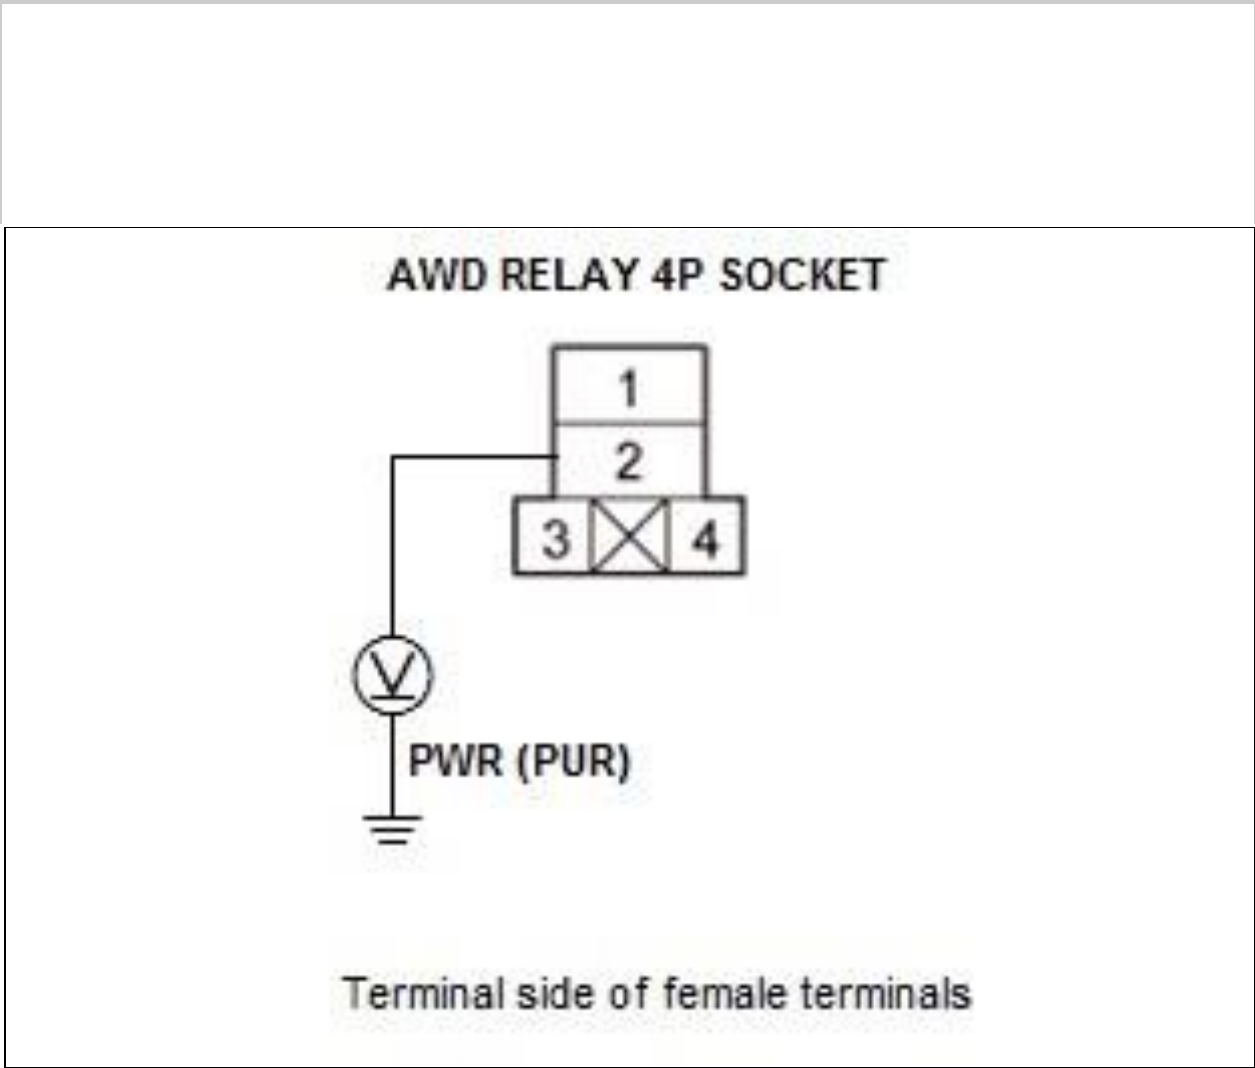 AWD RELAY 4P SOCKET
1
2
3 4
V
PWR (PUR)
Terminal side of female terminals